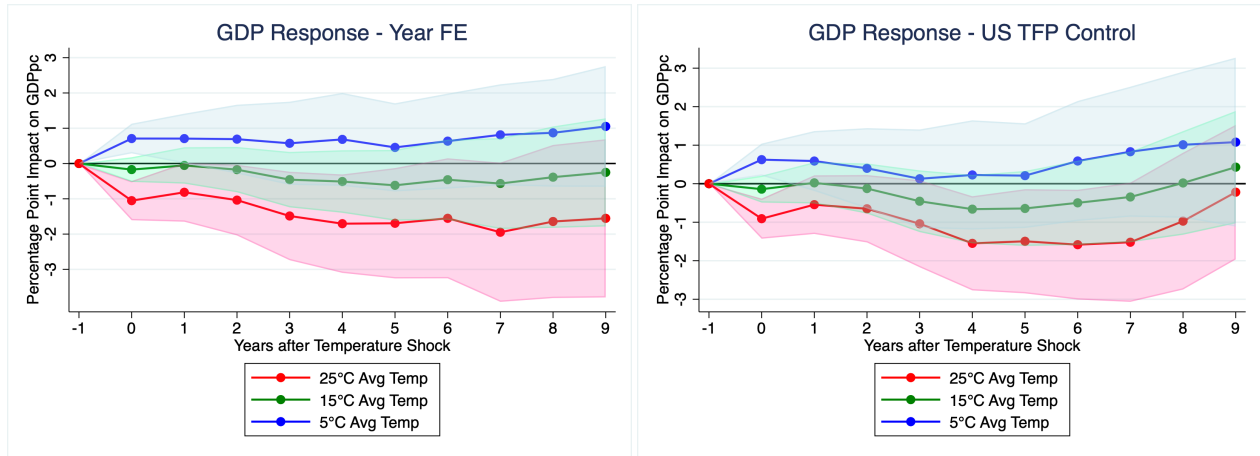 GDP Response - Year FE
Percentage Point Impact on GDPpc
3
2
1
0
-1
-2
-3
-1 0 1 2 3 4 5 6 7 8 9
Years after Temperature Shock
25°C Avg Temp
15°C Avg Temp
5°C Avg Temp
GDP Response - US TFP Control
Percentage Point Impact on GDPpc
3
2
1
0
-1
-2
-3
-1 0 1 2 3 4 5 6 7 8 9
Years after Temperature Shock
25°C Avg Temp
15°C Avg Temp
5°C Avg Temp